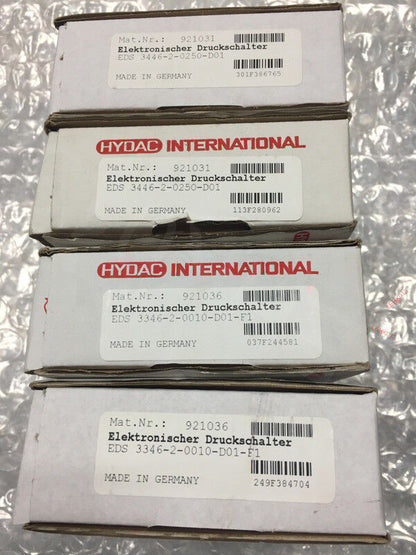 Mat.Nr.: 921031
Elektronischer Druckschalter
EDS 3446-2-0250-D01
MADE IN GERMANY 301F386765
HYDAC INTERNATIONAL
Mat.Nr.: 921031
Elektronischer Druckschalter
EDS 3446-2-0250-D01
MADE IN GERMANY 113F280962
HYDAC INTERNATIONAL
Mat.Nr.: 921036
Elektronischer Druckschalter
EDS 3346-2-0010-D01-F1
MADE IN GERMANY 037F244581
Mat.Nr.: 921036
Elektronischer Druckschalter
EDS 3346-2-0010-D01-F1
MADE IN GERMANY 249F384704